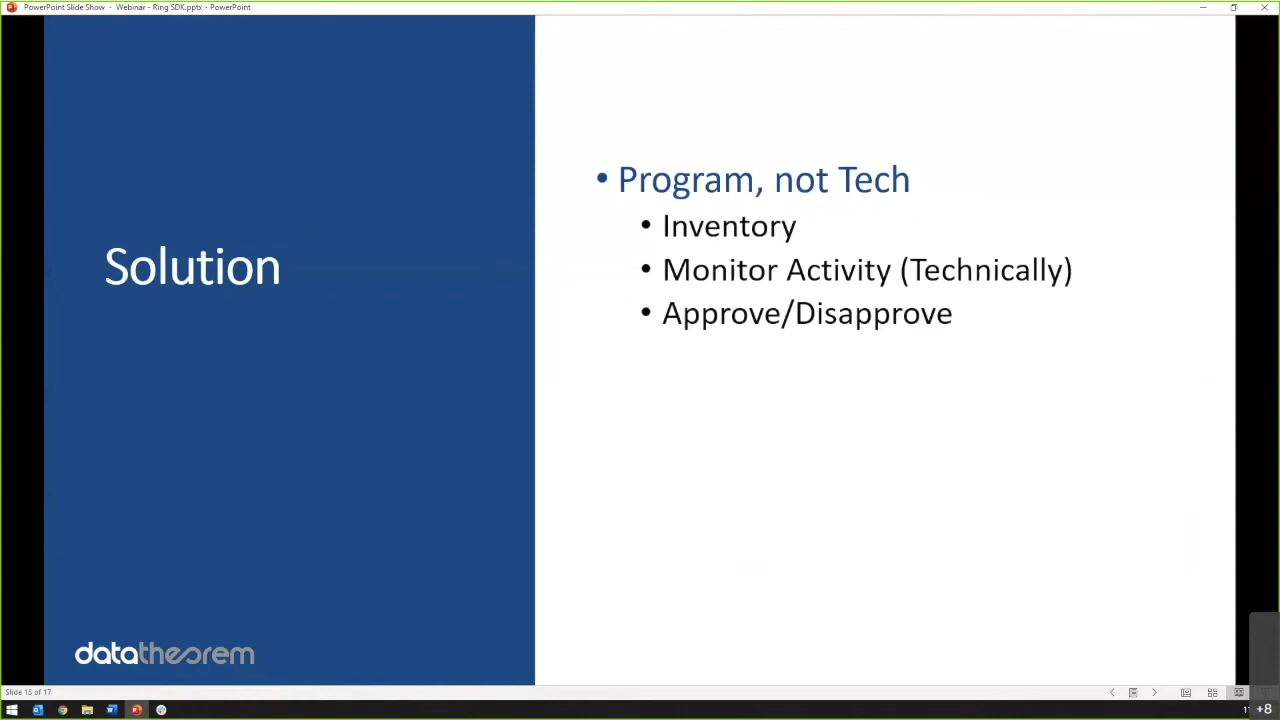 PowerPoint Slide Show - Webinar - Ring SDK.pptx - PowerPoint
Solution
• Program, not Tech
• Inventory
• Monitor Activity (Technically)
• Approve/Disapprove
datatheorem
Slide 15 of 17
+8